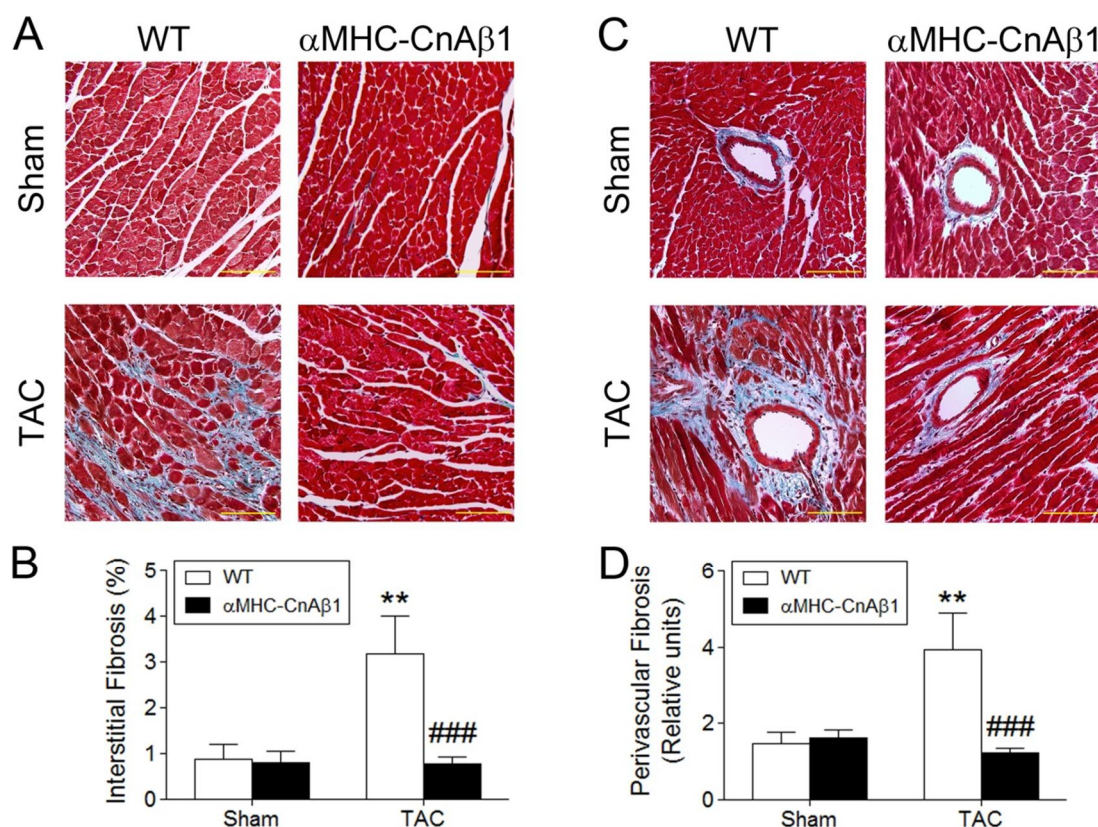 A
WT
αMHC-CnAβ1
Sham
TAC
C
WT
αMHC-CnAβ1
Sham
TAC
B
Interstitial Fibrosis (%)
5
4
3
2
1
0
WT
αMHC-CnAβ1
**
###
Sham
TAC
D
Perivascular Fibrosis
(Relative units)
6
4
2
0
WT
αMHC-CnAβ1
**
###
Sham
TAC